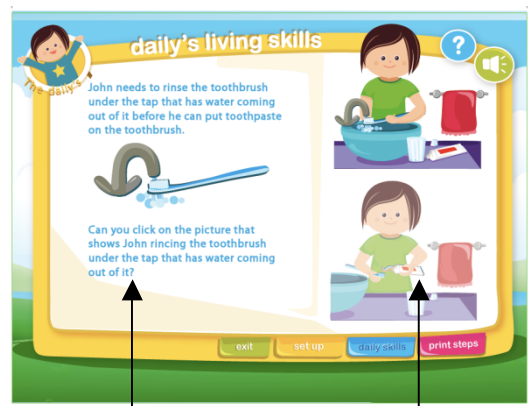 daily's living skills
?
The daily's
John needs to rinse the toothbrush
under the tap that has water coming
out of it before he can put toothpaste
on the toothbrush.
Can you click on the picture that
shows John rincing the toothbrush
under the tap that has water coming
out of it?
exit
set up
daily skills
print steps